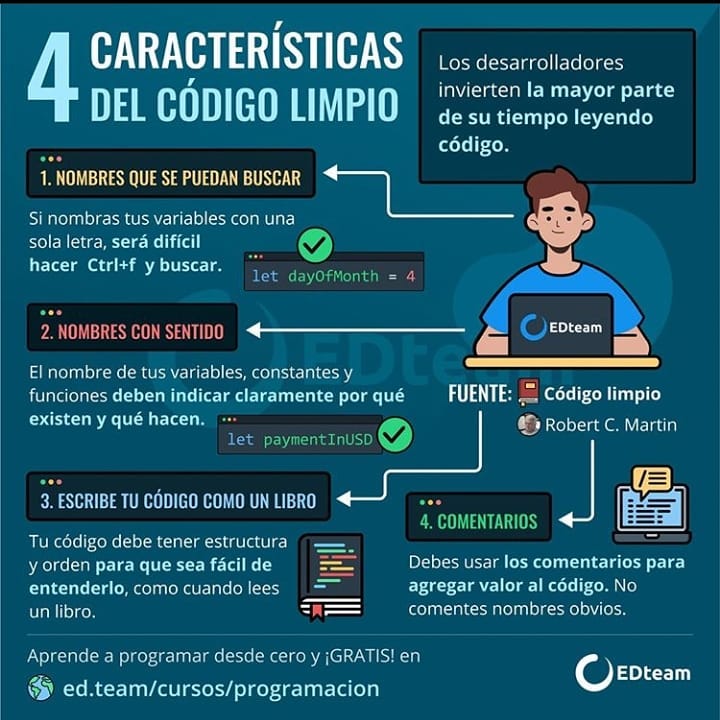 4 CARACTERÍSTICAS
DEL CÓDIGO LIMPIO
Los desarrolladores
invierten la mayor parte
de su tiempo leyendo
código.
1. NOMBRES QUE SE PUEDAN BUSCAR
Si nombras tus variables con una
sola letra, será difícil
hacer Ctrl+f y buscar.
let dayOfMonth = 4
EDteam
2. NOMBRES CON SENTIDO
EDteam
El nombre de tus variables, constantes y
funciones deben indicar claramente por qué
existen y qué hacen.
let paymentInUSD
FUENTE: Código limpio
Robert C. Martin
3. ESCRIBE TU CÓDIGO COMO UN LIBRO
Tu código debe tener estructura
y orden para que sea fácil de
entenderlo, como cuando lees
un libro.
4. COMENTARIOS
Debes usar los comentarios para
agregar valor al código. No
comentes nombres obvios.
Aprende a programar desde cero y ¡GRATIS! en
ed.team/cursos/programacion
EDteam